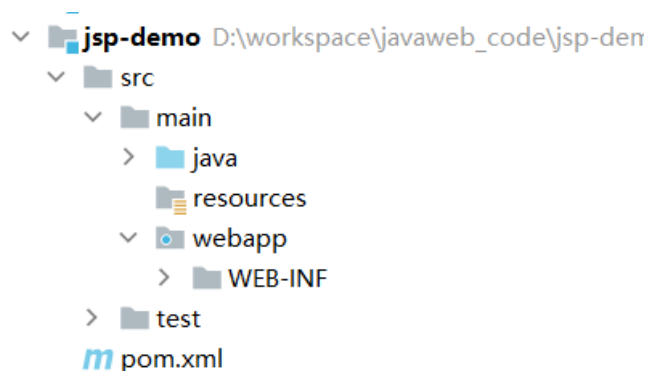 jsp-demo D:\workspace\javaweb_code\jsp-dem
src
main
java
resources
webapp
WEB-INF
test
pom.xml